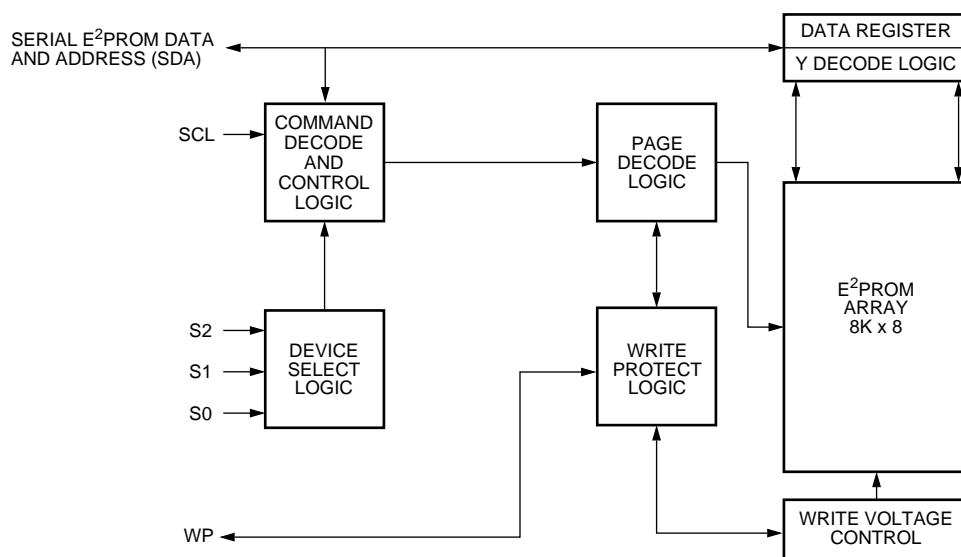 SERIAL E²PROM DATA
AND ADDRESS (SDA)
DATA REGISTER
Y DECODE LOGIC
SCL
COMMAND
DECODE
AND
CONTROL
LOGIC
PAGE
DECODE
LOGIC
E²PROM
ARRAY
8K x 8
S2
S1
S0
DEVICE
SELECT
LOGIC
WRITE
PROTECT
LOGIC
WP
WRITE VOLTAGE
CONTROL